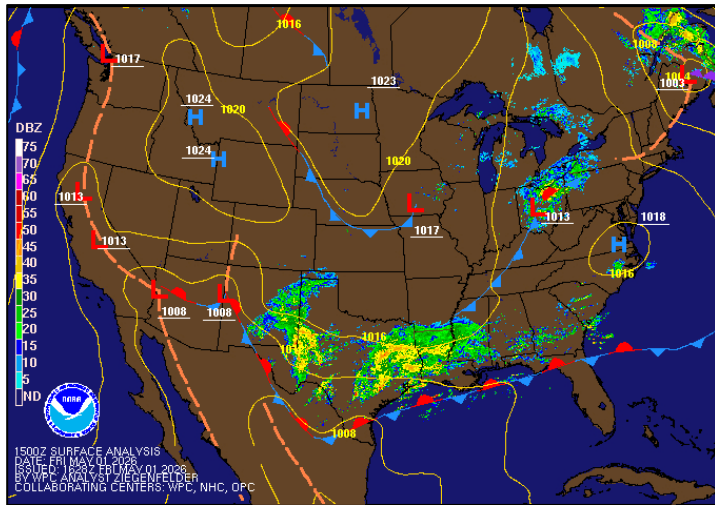 1016
1008
1004
1003
L
L
1017
1023
1024
H
H
1020
DBZ
75
70
65
60
55
50
45
40
35
30
25
20
15
10
5
ND
1024
H
1020
1013
L
L
1017
L
1013
1018
H
1016
L
1013
L
1008
L
1008
1016
1008
NOAA
1500Z SURFACE ANALYSIS
DATE: FRI MAY 01 2026
ISSUED: 1628Z FRI MAY 01 2026
BY WPC ANALYST ZIEGENFELDER
COLLABORATING CENTERS: WPC, NHC, OPC